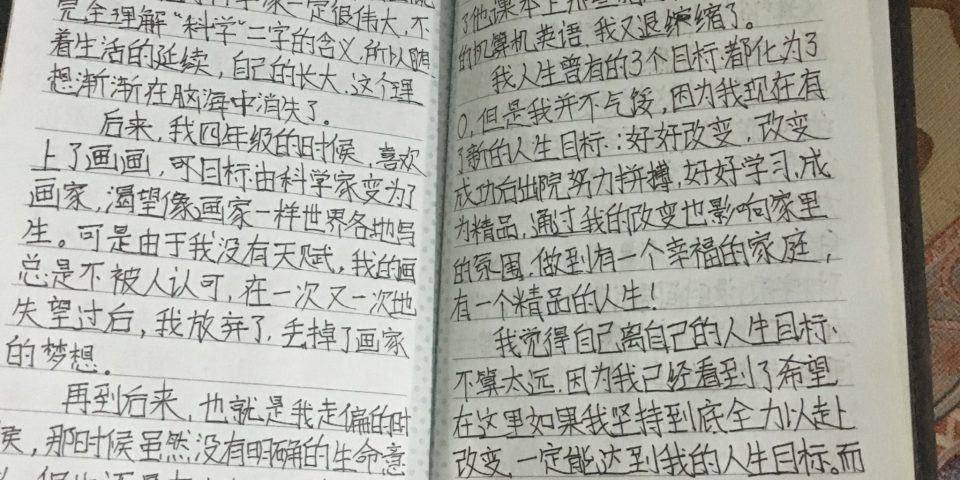 完全理解“科学”二字的含义,所以随
着生活的延续,自己的长大,这个理
想渐渐在脑海中消失了。
后来,我四年级的时候,喜欢
上了画画,可目标由科学家变为了
画家,渴望像画家一样世界各地写
生。可是由于我没有天赋,我的画
总是不被人认可,在一次又一次地
失望过后,我放弃了,丢掉了画家
的梦想.
再到后来,也就是我走偏的时
侯,那时侯虽然没有明确的生命意
了他课本上
的机算机英语,我又退缩了。
我人生曾有的3个目标,都化为了
0,但是我并不气馁,因为我现在有
了新的人生目标:好好改变,改变
成功后出院努力拼搏,好好学习,成
为精品,通过我的改变也影响家里
的氛围,做到有一个幸福的家庭,
有一个精品的人生!
我觉得自己离自己的人生目标.
不算太远,因为我已经看到了希望
在这里如果我坚持到底全力以赴
改变,一定能达到我的人生目标。而